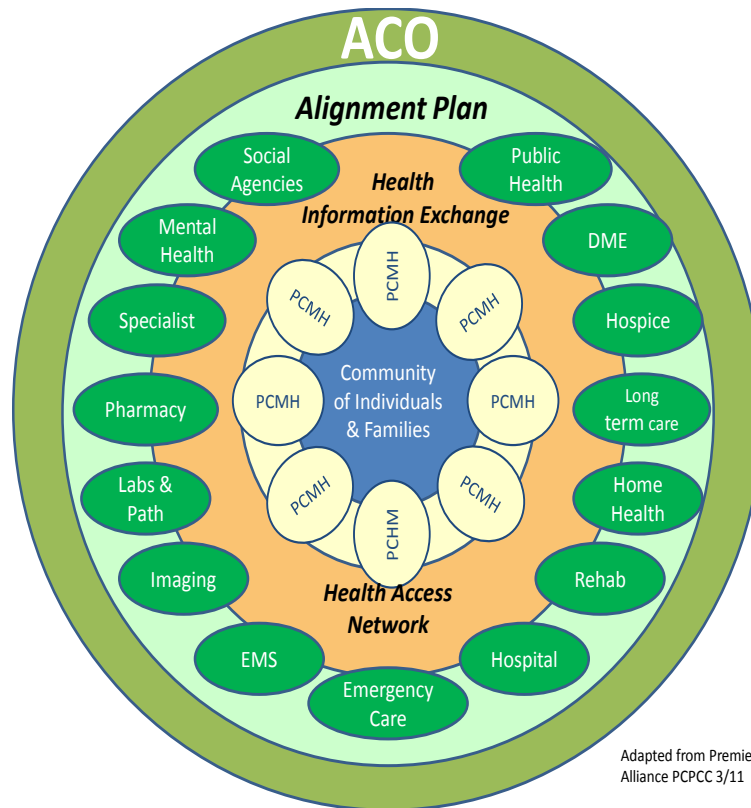 ACO
Alignment Plan
Social
Agencies
Public
Health
Health
Information Exchange
Mental
Health
DME
PCMH
PCMH
PCMH
Specialist
Hospice
Community
of Individuals
& Families
Pharmacy
PCMH
PCMH
Long
term care
Labs &
Path
PCMH
PCHM
PCMH
Home
Health
Imaging
Rehab
Health Access
Network
EMS
Hospital
Emergency
Care
Adapted from Premie
Alliance PCPCC 3/11